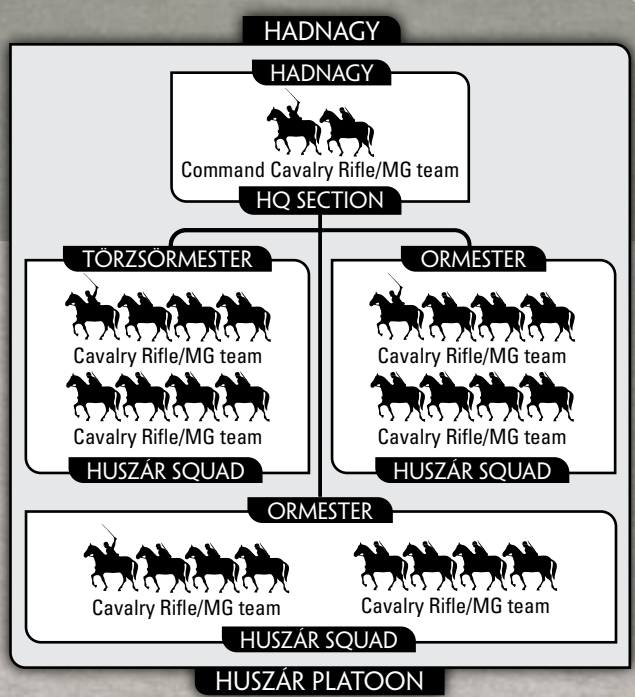 HADNAGY
HADNAGY
Command Cavalry Rifle/MG team
HQ SECTION
TÖRZSÖRMESTER
Cavalry Rifle/MG team
Cavalry Rifle/MG team
HUSZÁR SQUAD
ORMESTER
Cavalry Rifle/MG team
Cavalry Rifle/MG team
HUSZÁR SQUAD
ORMESTER
Cavalry Rifle/MG team
Cavalry Rifle/MG team
HUSZÁR SQUAD
HUSZÁR PLATOON